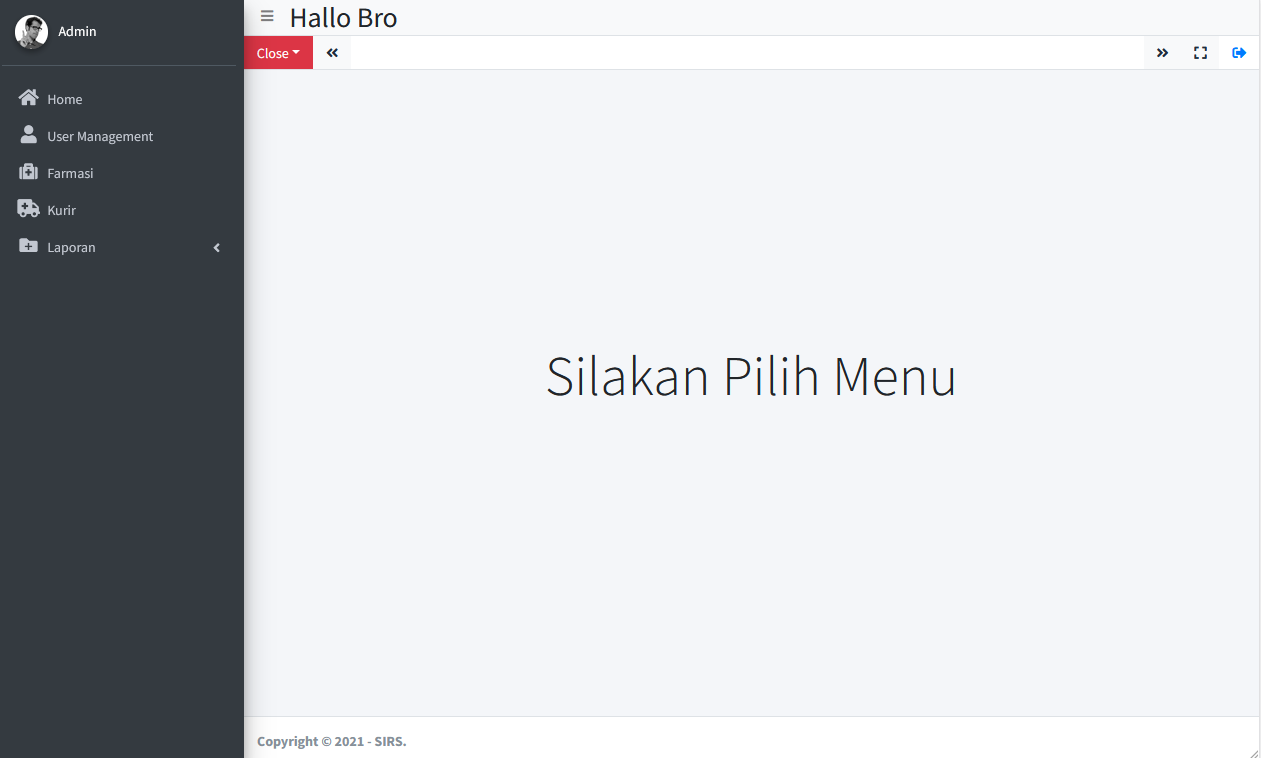 Admin
Home
User Management
Farmasi
Kurir
Laporan
Hallo Bro
Close
Silakan Pilih Menu
Copyright © 2021 - SIRS.